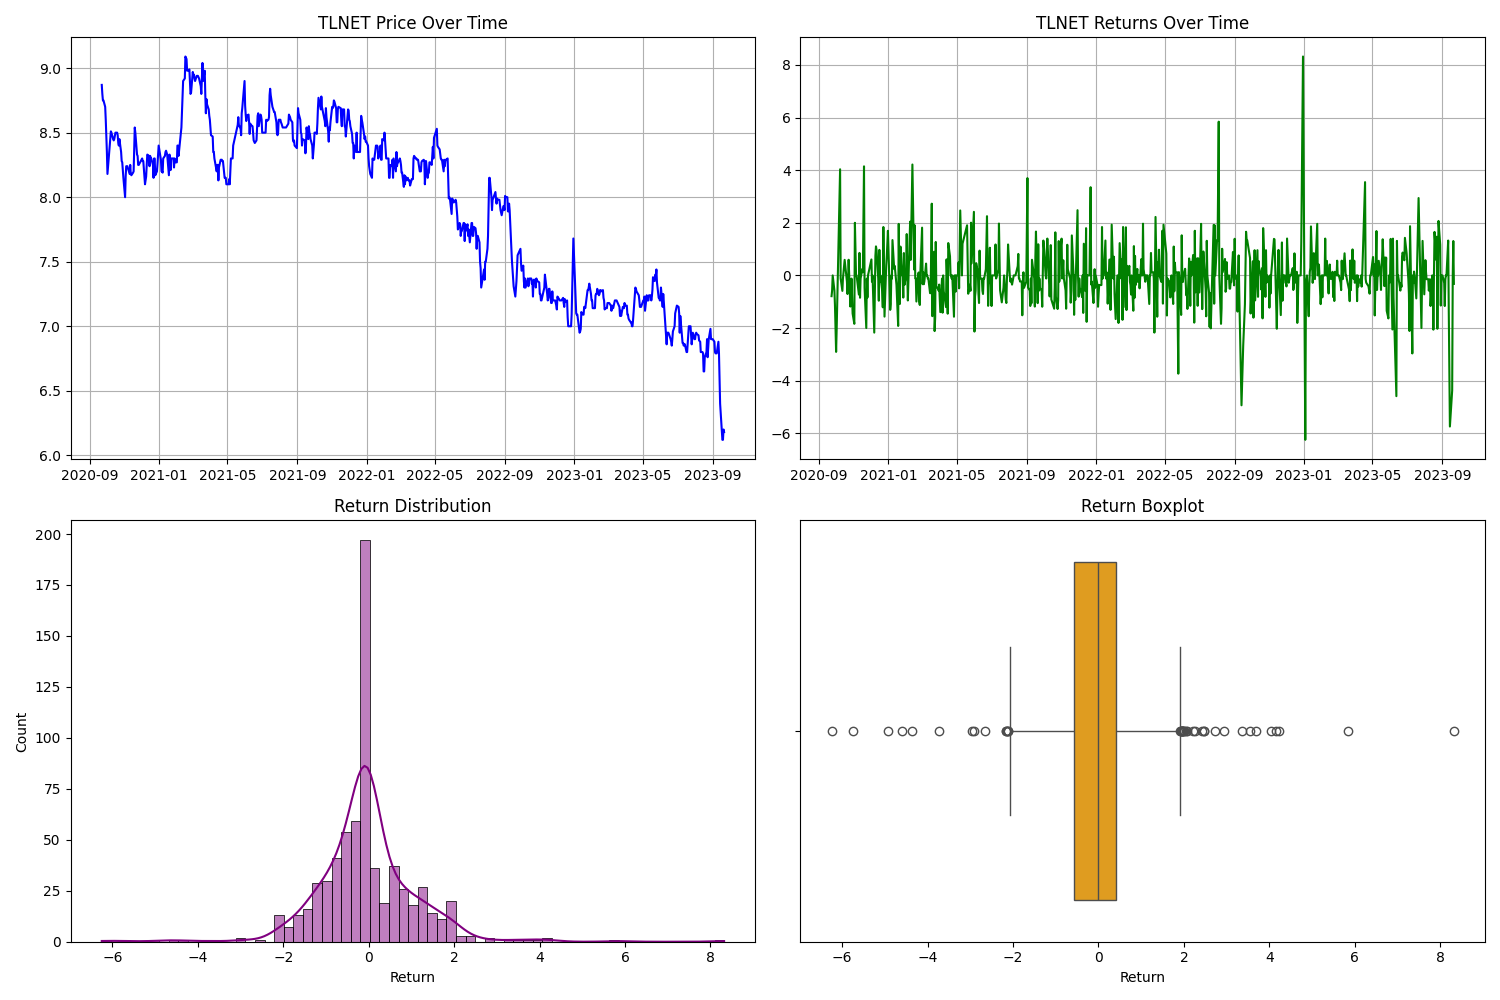 TLNET Price Over Time
9.0
8.5
8.0
7.5
7.0
6.5
6.0
2020-09 2021-01 2021-05 2021-09 2022-01 2022-05 2022-09 2023-01 2023-05 2023-09
TLNET Returns Over Time
8
6
4
2
0
−2
−4
−6
2020-09 2021-01 2021-05 2021-09 2022-01 2022-05 2022-09 2023-01 2023-05 2023-09
Return Distribution
200
175
150
125
100
75
50
25
0
Count
−6 −4 −2 0 2 4 6 8
Return
Return Boxplot
−6 −4 −2 0 2 4 6 8
Return